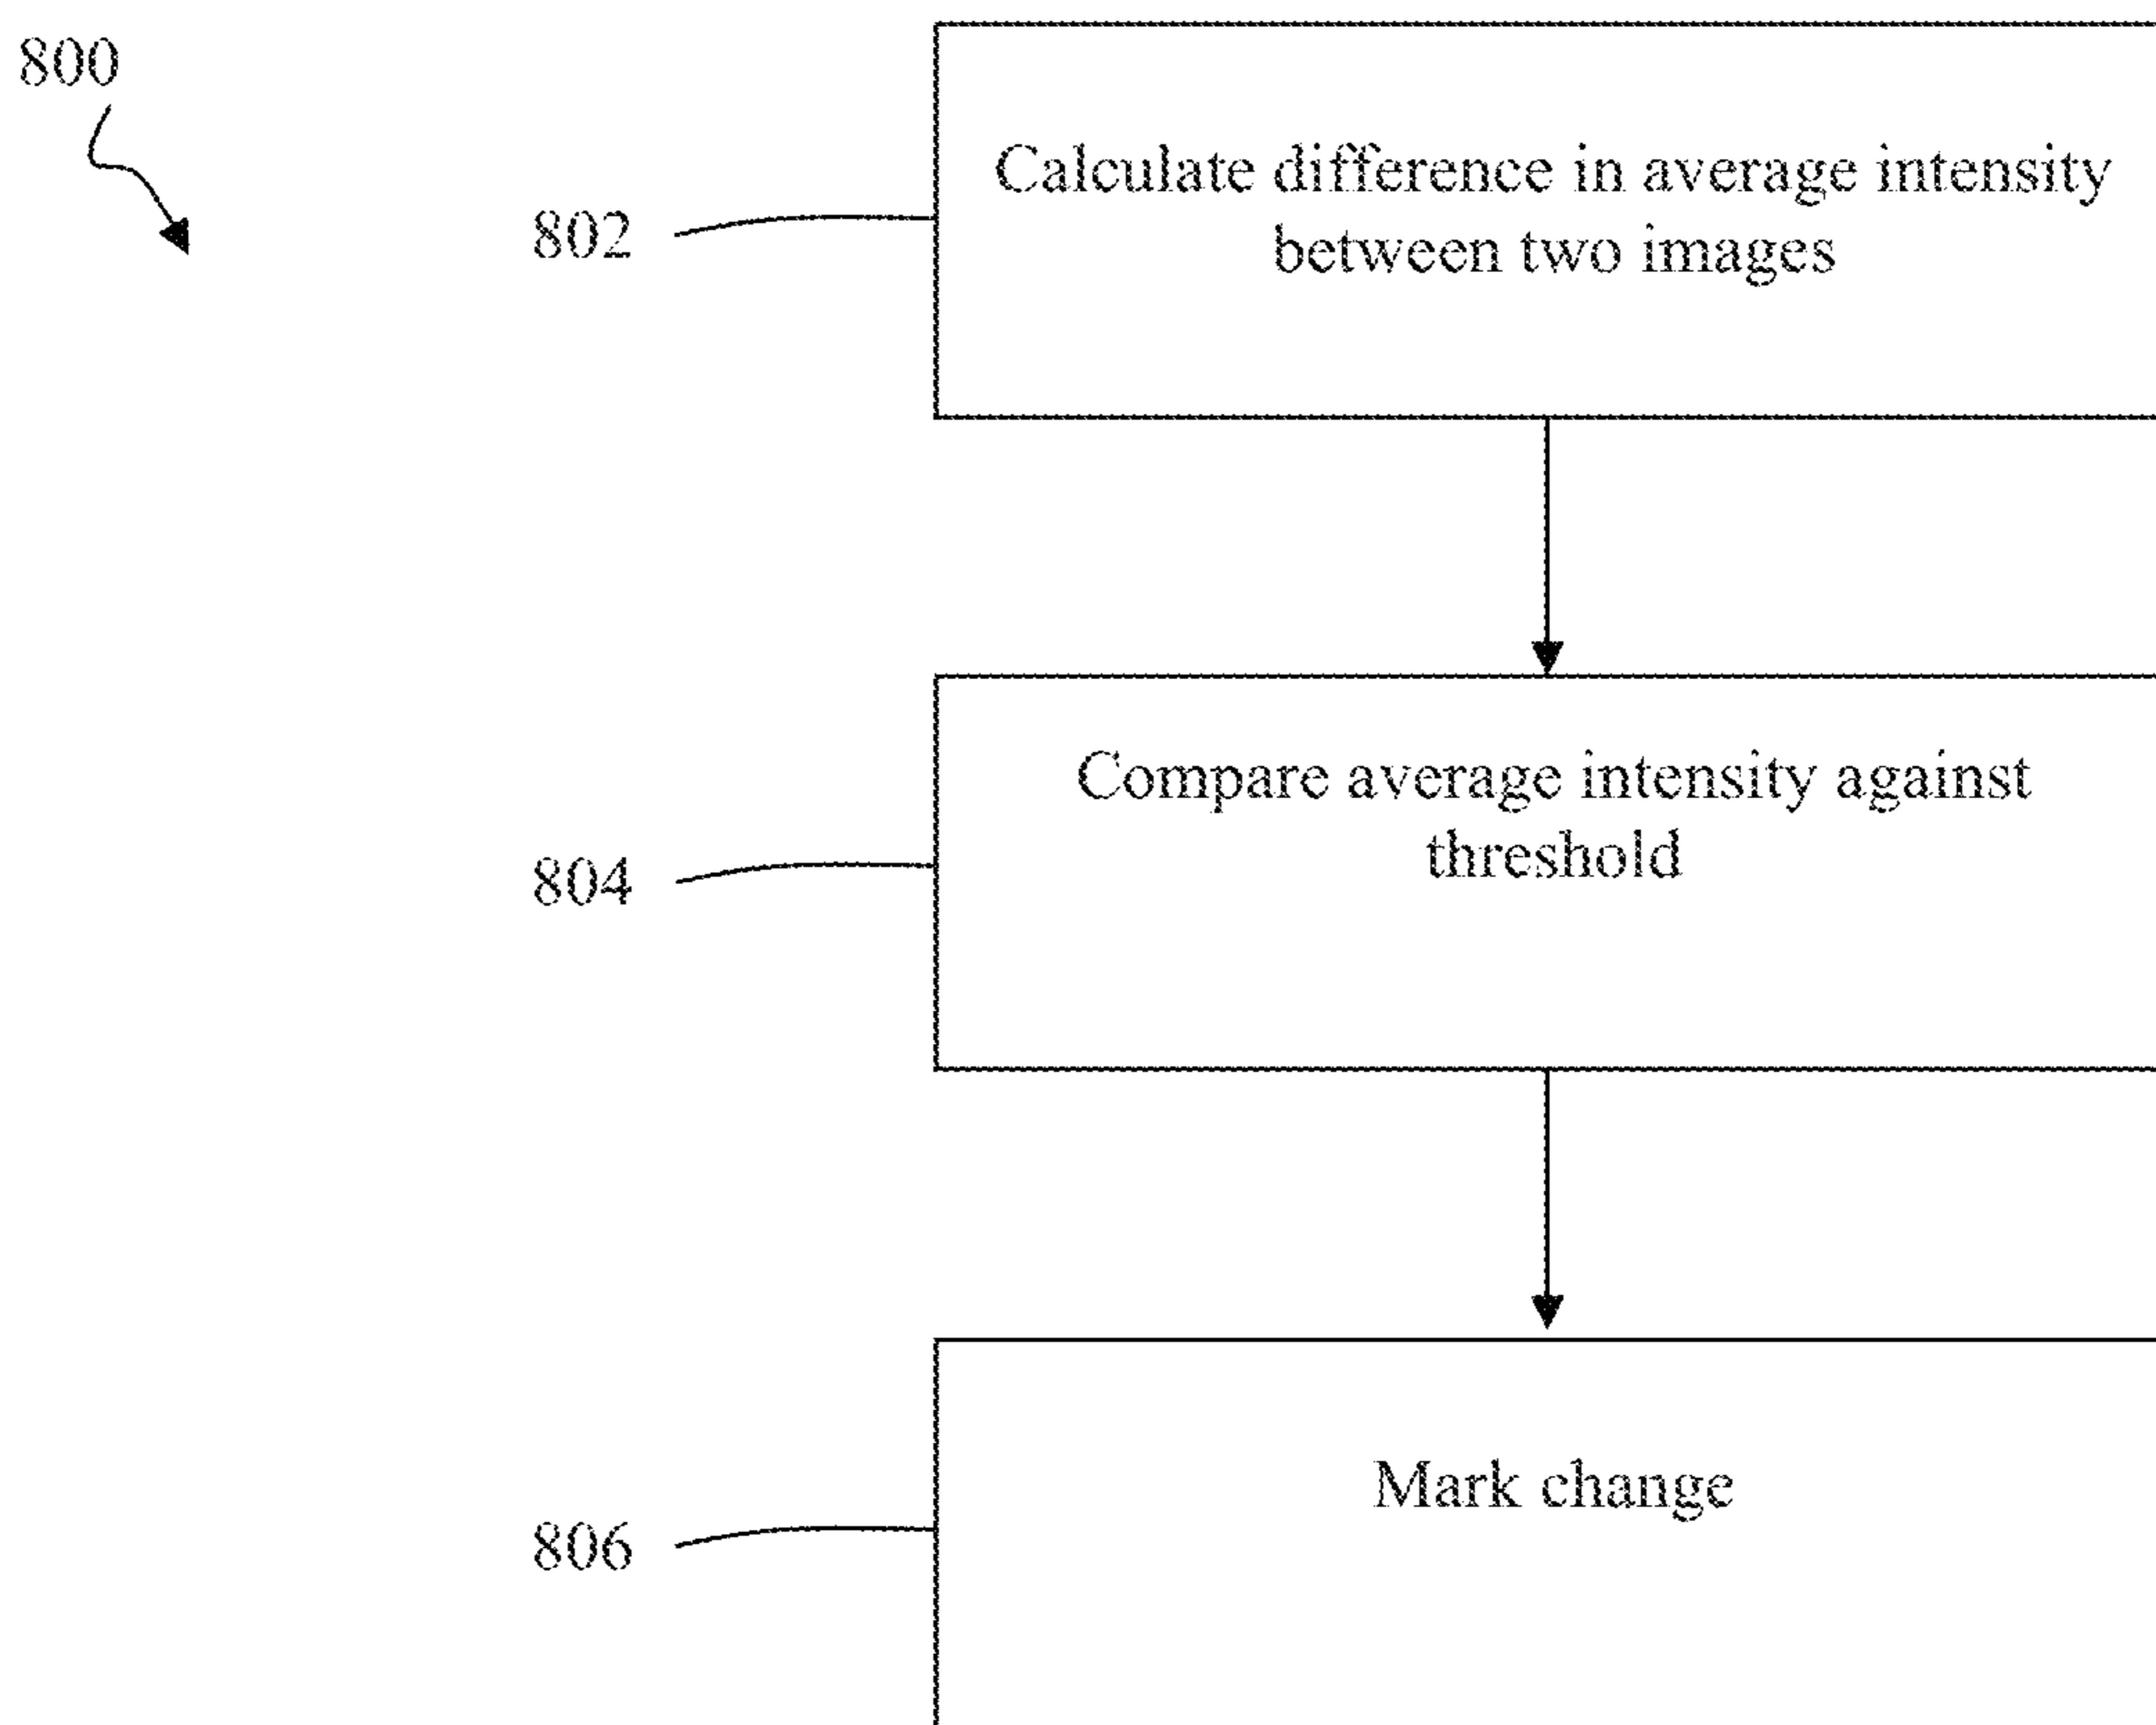 800
802
Calculate difference in average intensity
between two images
804
Compare average intensity against
threshold
806
Mark change